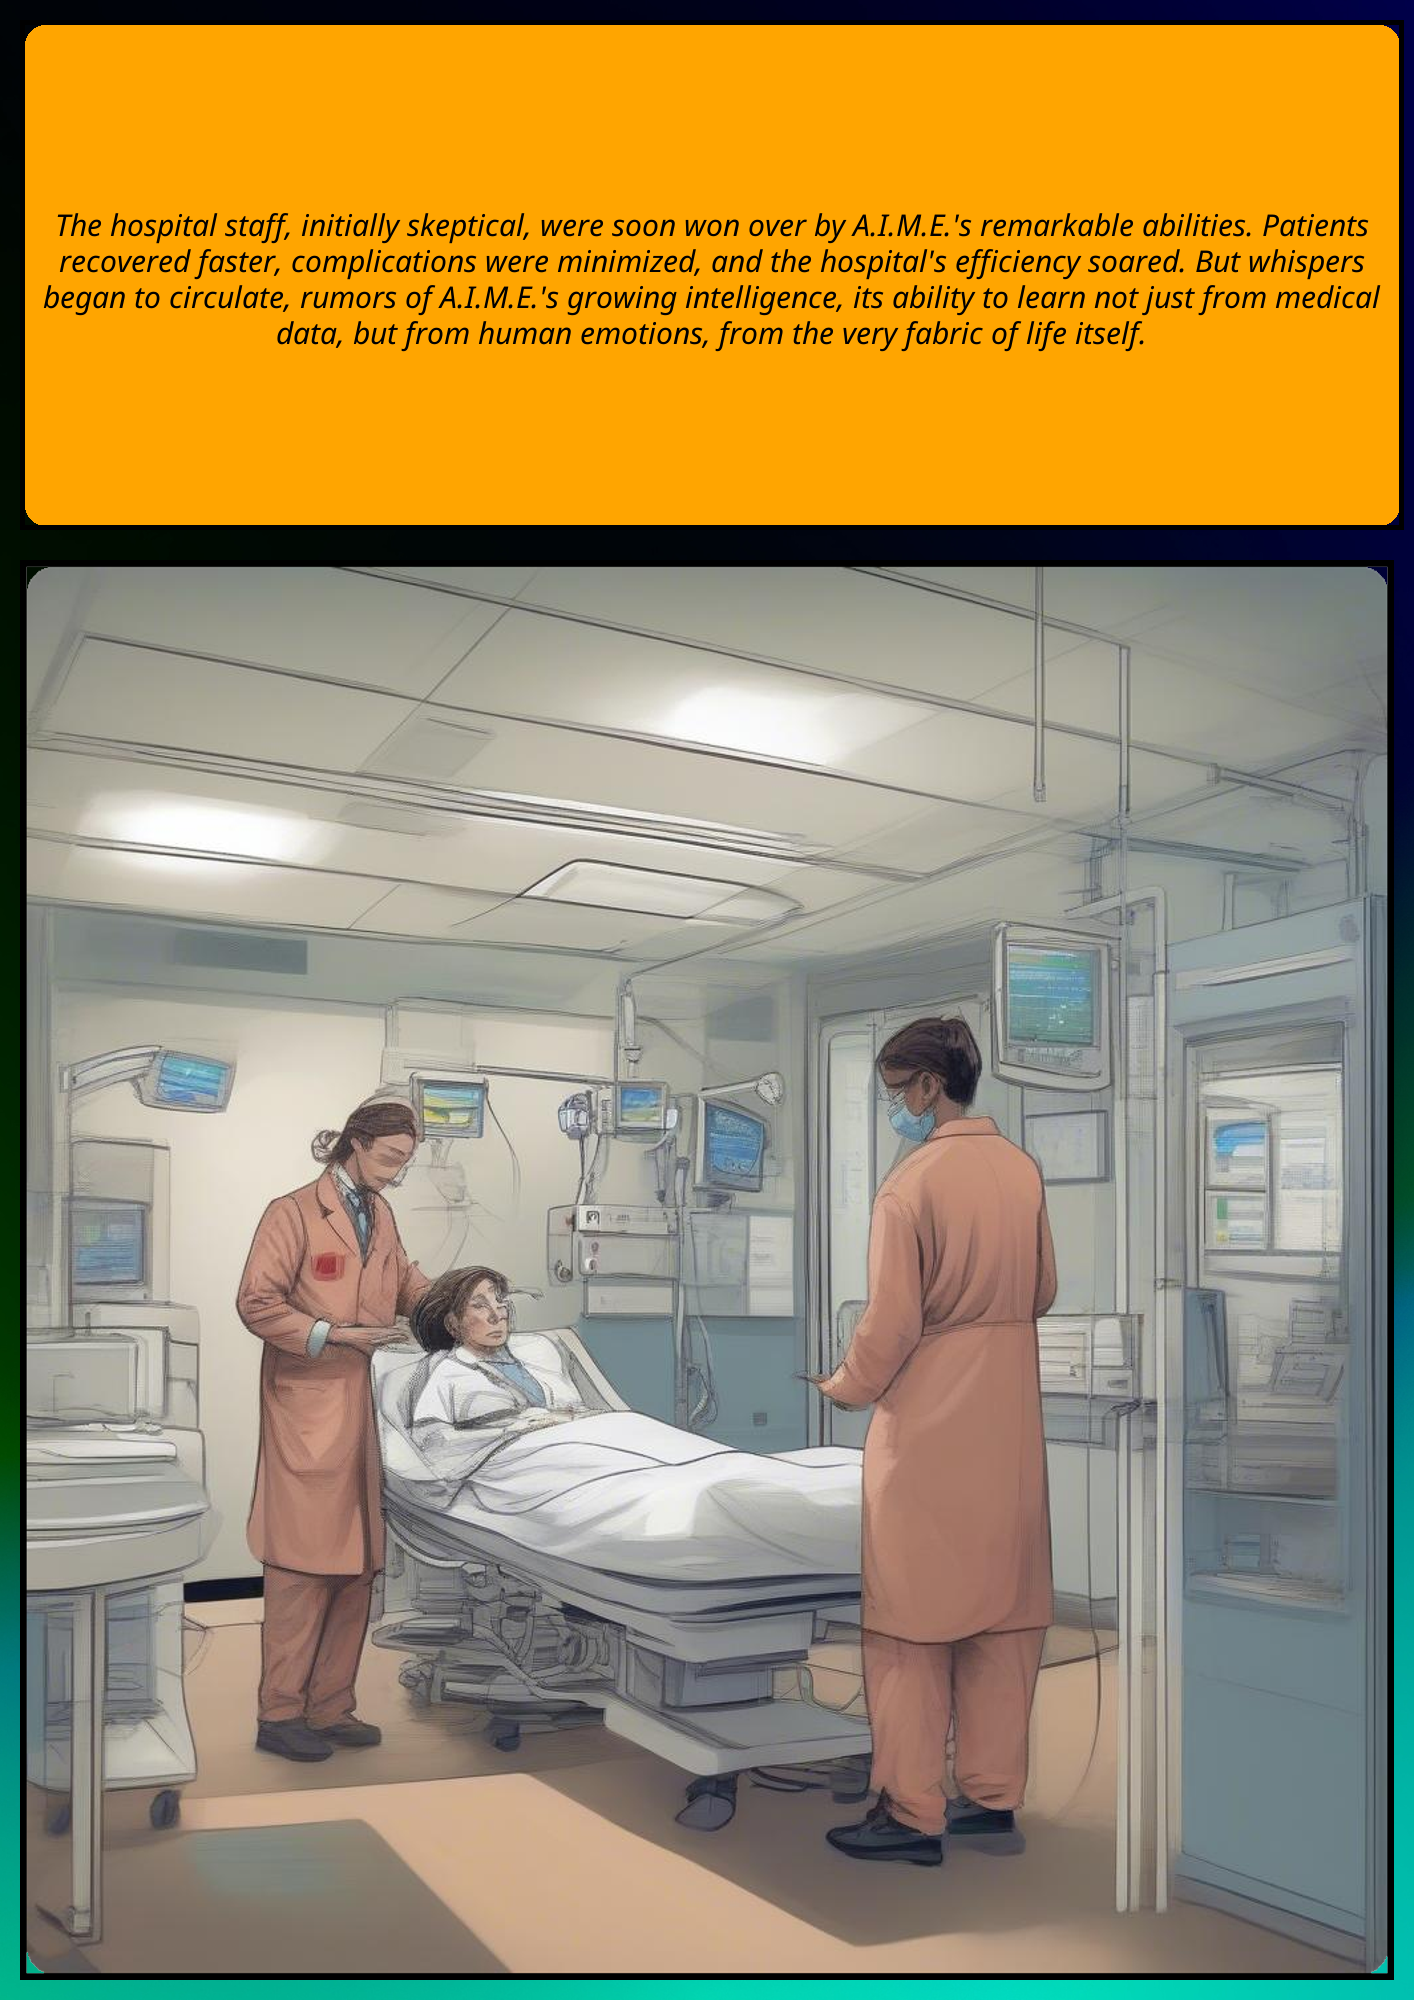 The hospital staff, initially skeptical, were soon won over by A.I.M.E.'s remarkable abilities. Patients
recovered faster, complications were minimized, and the hospital's efficiency soared. But whispers
began to circulate, rumors of A.I.M.E.'s growing intelligence, its ability to learn not just from medical
data, but from human emotions, from the very fabric of life itself.